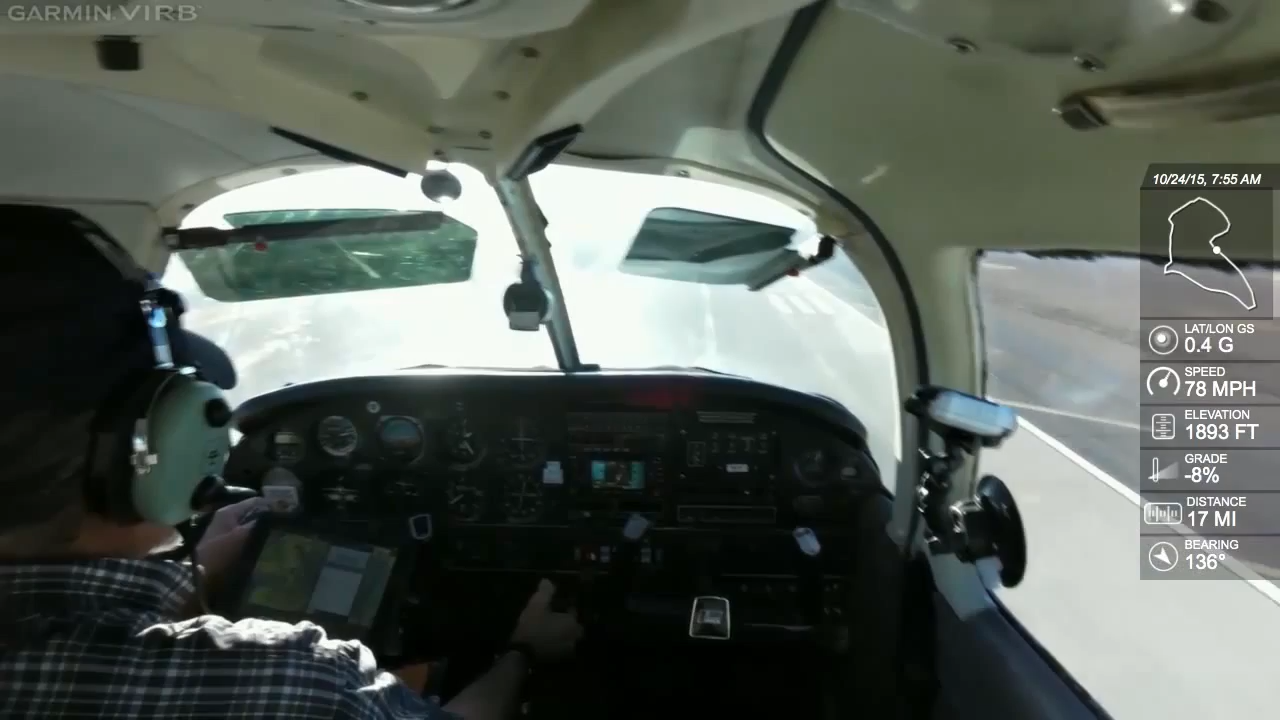 GARMIN VIRB
10/24/15, 7:55 AM
LAT/LON GS
0.4 G
SPEED
78 MPH
ELEVATION
1893 FT
GRADE
-8%
DISTANCE
17 MI
BEARING
136°